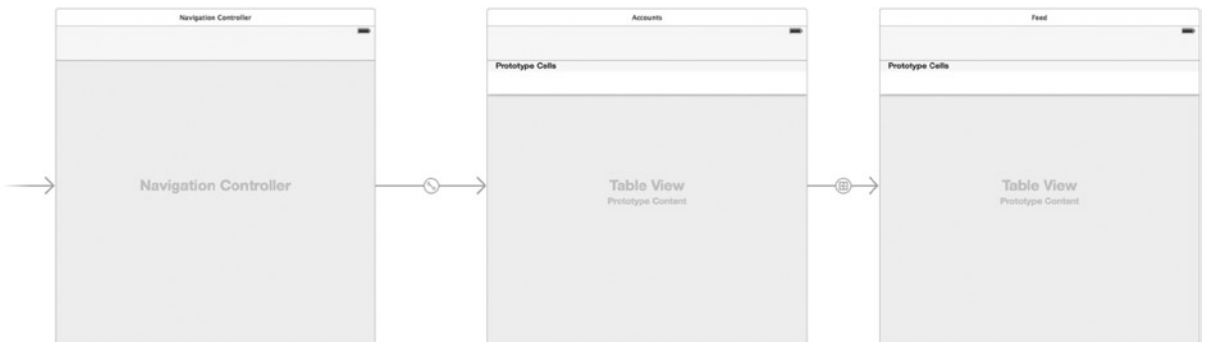 Navigation Controller
Navigation Controller
Accounts
Prototype Cells
Table View
Prototype Content
Feed
Prototype Cells
Table View
Prototype Content